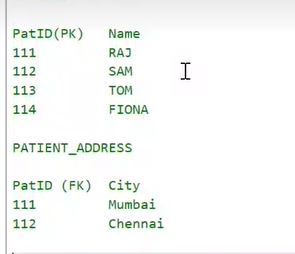 PatID(PK) Name
111 RAJ
112 SAM
113 TOM
114 FIONA
PATIENT_ADDRESS
PatID (FK) City
111 Mumbai
112 Chennai